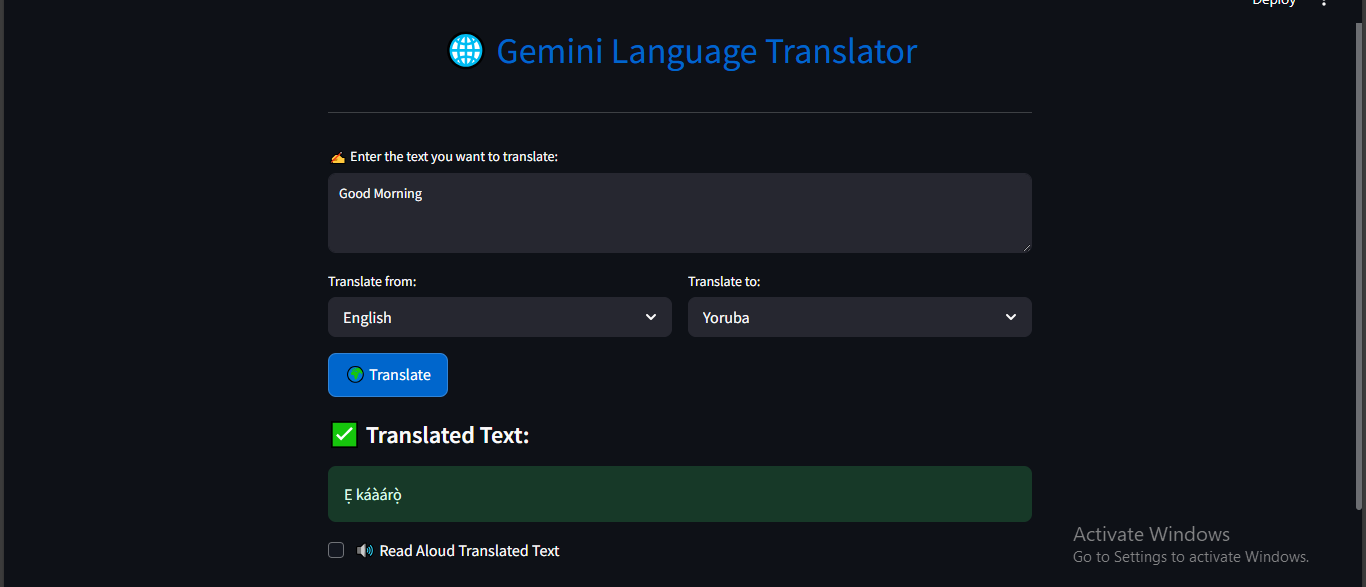 Deploy
Gemini Language Translator
Enter the text you want to translate:
Good Morning
Translate from:
Translate to:
English
Yoruba
Translate
Translated Text:
Ẹ káàárọ̀
Read Aloud Translated Text
Activate Windows
Go to Settings to activate Windows.